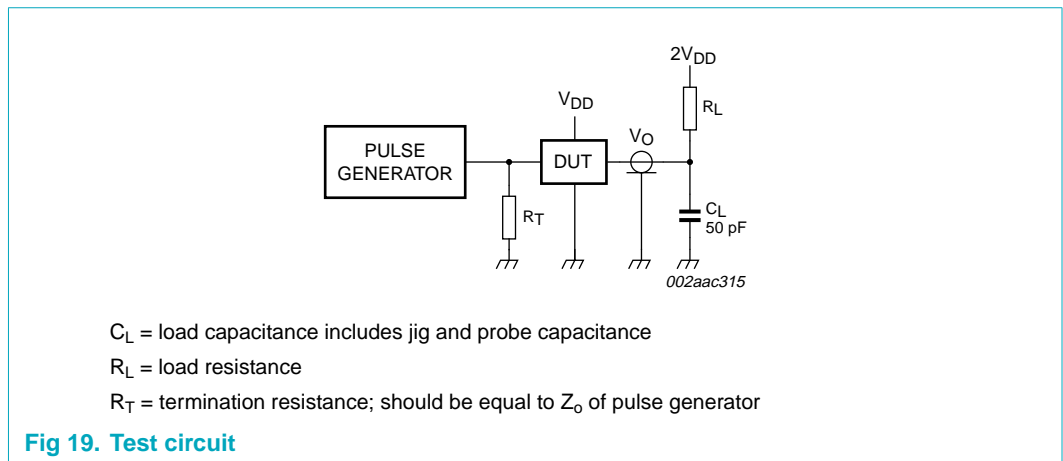 2VDD
RL
VDD
VO
PULSE
GENERATOR
DUT
RT
CL
50 pF
002aac315
CL = load capacitance includes jig and probe capacitance
RL = load resistance
RT = termination resistance; should be equal to Zo of pulse generator
Fig 19. Test circuit